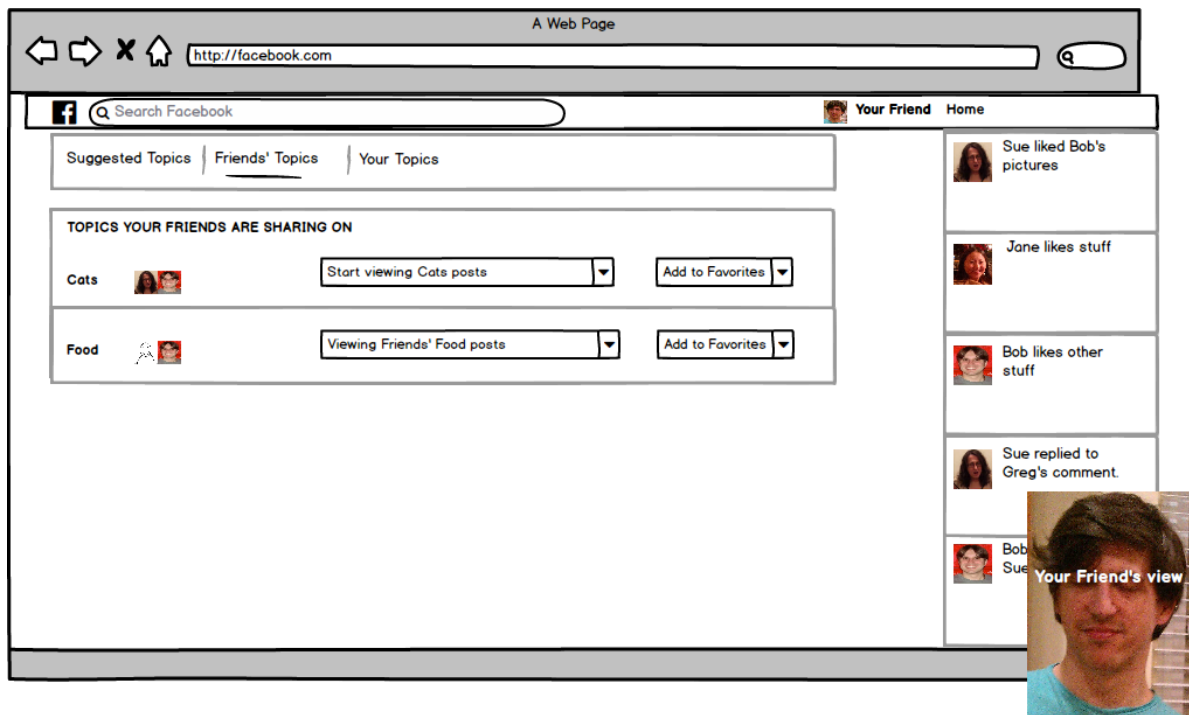 A Web Page
http://facebook.com
f
Search Facebook
Your Friend Home
Suggested Topics
Friends' Topics
Your Topics
TOPICS YOUR FRIENDS ARE SHARING ON
Cats
Start viewing Cats posts
Add to Favorites
Food
Viewing Friends' Food posts
Add to Favorites
Sue liked Bob's
pictures
Jane likes stuff
Bob likes other
stuff
Sue replied to
Greg's comment.
Bob
Sue
Your Friend's view